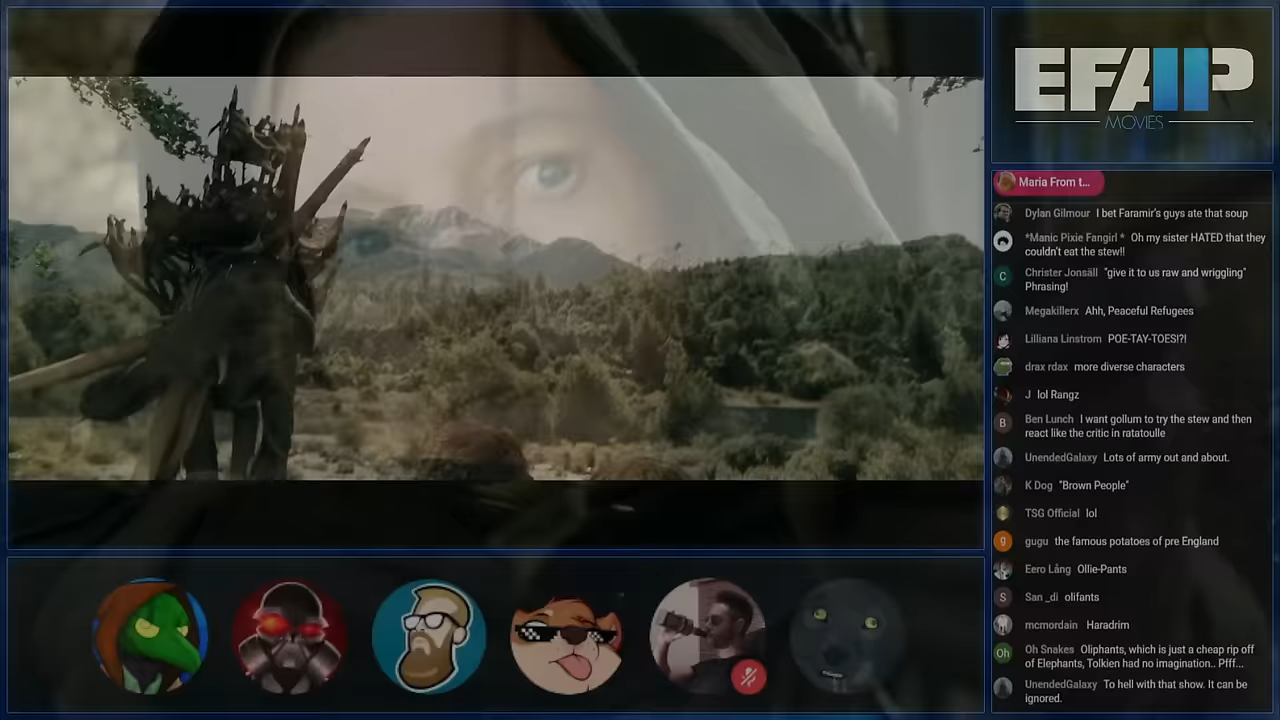 EFAP
MOVIES
Maria From t...
Dylan Gilmour I bet Faramir's guys ate that soup
*Manic Pixie Fangirl * Oh my sister HATED that they
couldn't eat the stew!!
C Christer Jonsäll "give it to us raw and wriggling"
Phrasing!
Megakillerx Ahh, Peaceful Refugees
Lilliana Linstrom POE-TAY-TOES!?!
drax rdax more diverse characters
J lol Rangz
B Ben Lunch I want gollum to try the stew and then
react like the critic in ratatoulle
UnendedGalaxy Lots of army out and about.
K Dog "Brown People"
TSG Official lol
g gugu the famous potatoes of pre England
Eero Lång Ollie-Pants
S San _di olifants
mcmordain Haradrim
Oh Oh Snakes Oliphants, which is just a cheap rip off
of Elephants, Tolkien had no imagination.. Pfff...
UnendedGalaxy To hell with that show. It can be
ignored.